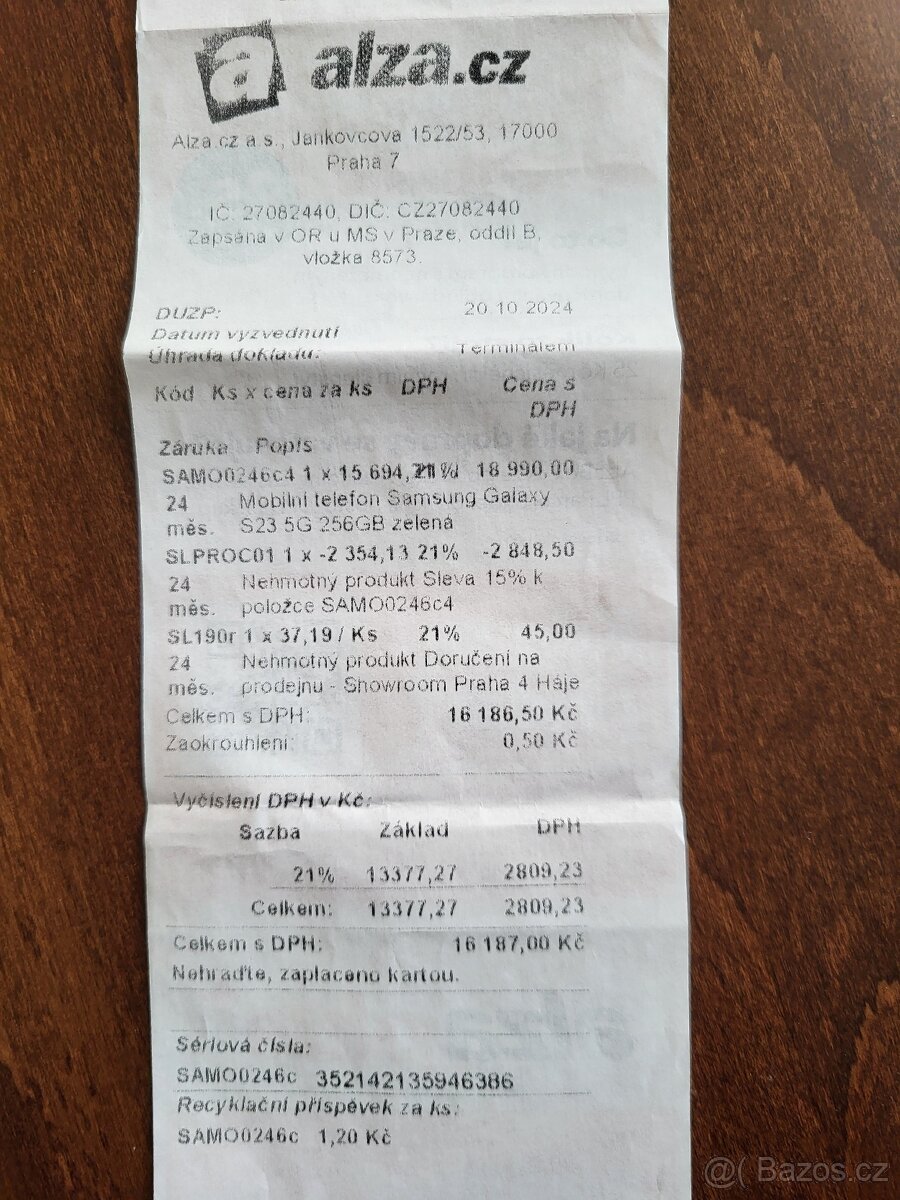 a alza.cz
Alza.cz a.s., Jankovcova 1522/53, 17000
Praha 7
IČ: 27082440, DIČ: CZ27082440
Zapsána v OR u MS v Praze, oddíl B,
vložka 8573.
DUZP: 20.10.2024
Datum vyzvednutí
Úhrada dokladu: Terminálem
Kód Ks x cena za ks DPH Cena s
DPH
Záruka Popis
SAMO0246c4 1 x 15 694, 21% 18 990,00
24 Mobilní telefon Samsung Galaxy
měs. S23 5G 256GB zelená
SLPROC01 1 x -2 354,13 21% -2 848,50
24 Nehmotný produkt Sleva 15% k
měs. položce SAMO0246c4
SL190r 1 x 37,19 / Ks 21% 45,00
24 Nehmotný produkt Doručení na
měs. prodejnu - Showroom Praha 4 Háje
Celkem s DPH: 16 186,50 Kč
Zaokrouhlení: 0,50 Kč
Vyčíslení DPH v Kč:
Sazba Základ DPH
21% 13377,27 2809,23
Celkem: 13377,27 2809,23
Celkem s DPH: 16 187,00 Kč
Nehraďte, zaplaceno kartou.
Sériová čísla:
SAMO0246c 352142135946386
Recyklační příspěvek za ks:
SAMO0246c 1,20 Kč
@( Bazos.cz